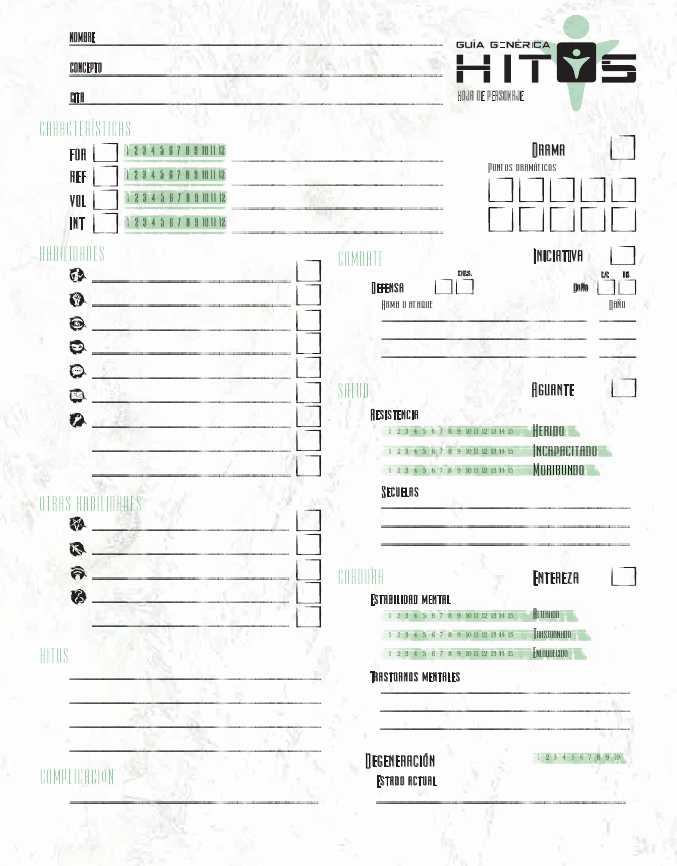 NOMBRE
CONCEPTO
CITA
GUÍA GENÉRICA
HITOS
HOJA DE PERSONAJE
CARACTERÍSTICAS
FOR 1 2 3 4 5 6 7 8 9 10 11 12
REF 1 2 3 4 5 6 7 8 9 10 11 12
VOL 1 2 3 4 5 6 7 8 9 10 11 12
INT 1 2 3 4 5 6 7 8 9 10 11 12
DRAMA
PUNTOS DRAMÁTICOS
HABILIDADES
OTRAS HABILIDADES
HITOS
COMPLICACIÓN
COMBATE
INICIATIVA
DES.
C/C
DEFENSA
DAÑO
ARMA O ATAQUE
DAÑO
SALUD
AGUANTE
RESISTENCIA
1 2 3 4 5 6 7 8 9 10 11 12 13 14 15 HERIDO
1 2 3 4 5 6 7 8 9 10 11 12 13 14 15 INCAPACITADO
1 2 3 4 5 6 7 8 9 10 11 12 13 14 15 MORIBUNDO
SECUELAS
CORDURA
ENTEREZA
ESTABILIDAD MENTAL
1 2 3 4 5 6 7 8 9 10 11 12 13 14 15 ALTERADO
1 2 3 4 5 6 7 8 9 10 11 12 13 14 15 TRASTORNADO
1 2 3 4 5 6 7 8 9 10 11 12 13 14 15 ENLOQUECIDO
TRASTORNOS MENTALES
DEGENERACIÓN
1 2 3 4 5 6 7 8 9 10
ESTADO ACTUAL